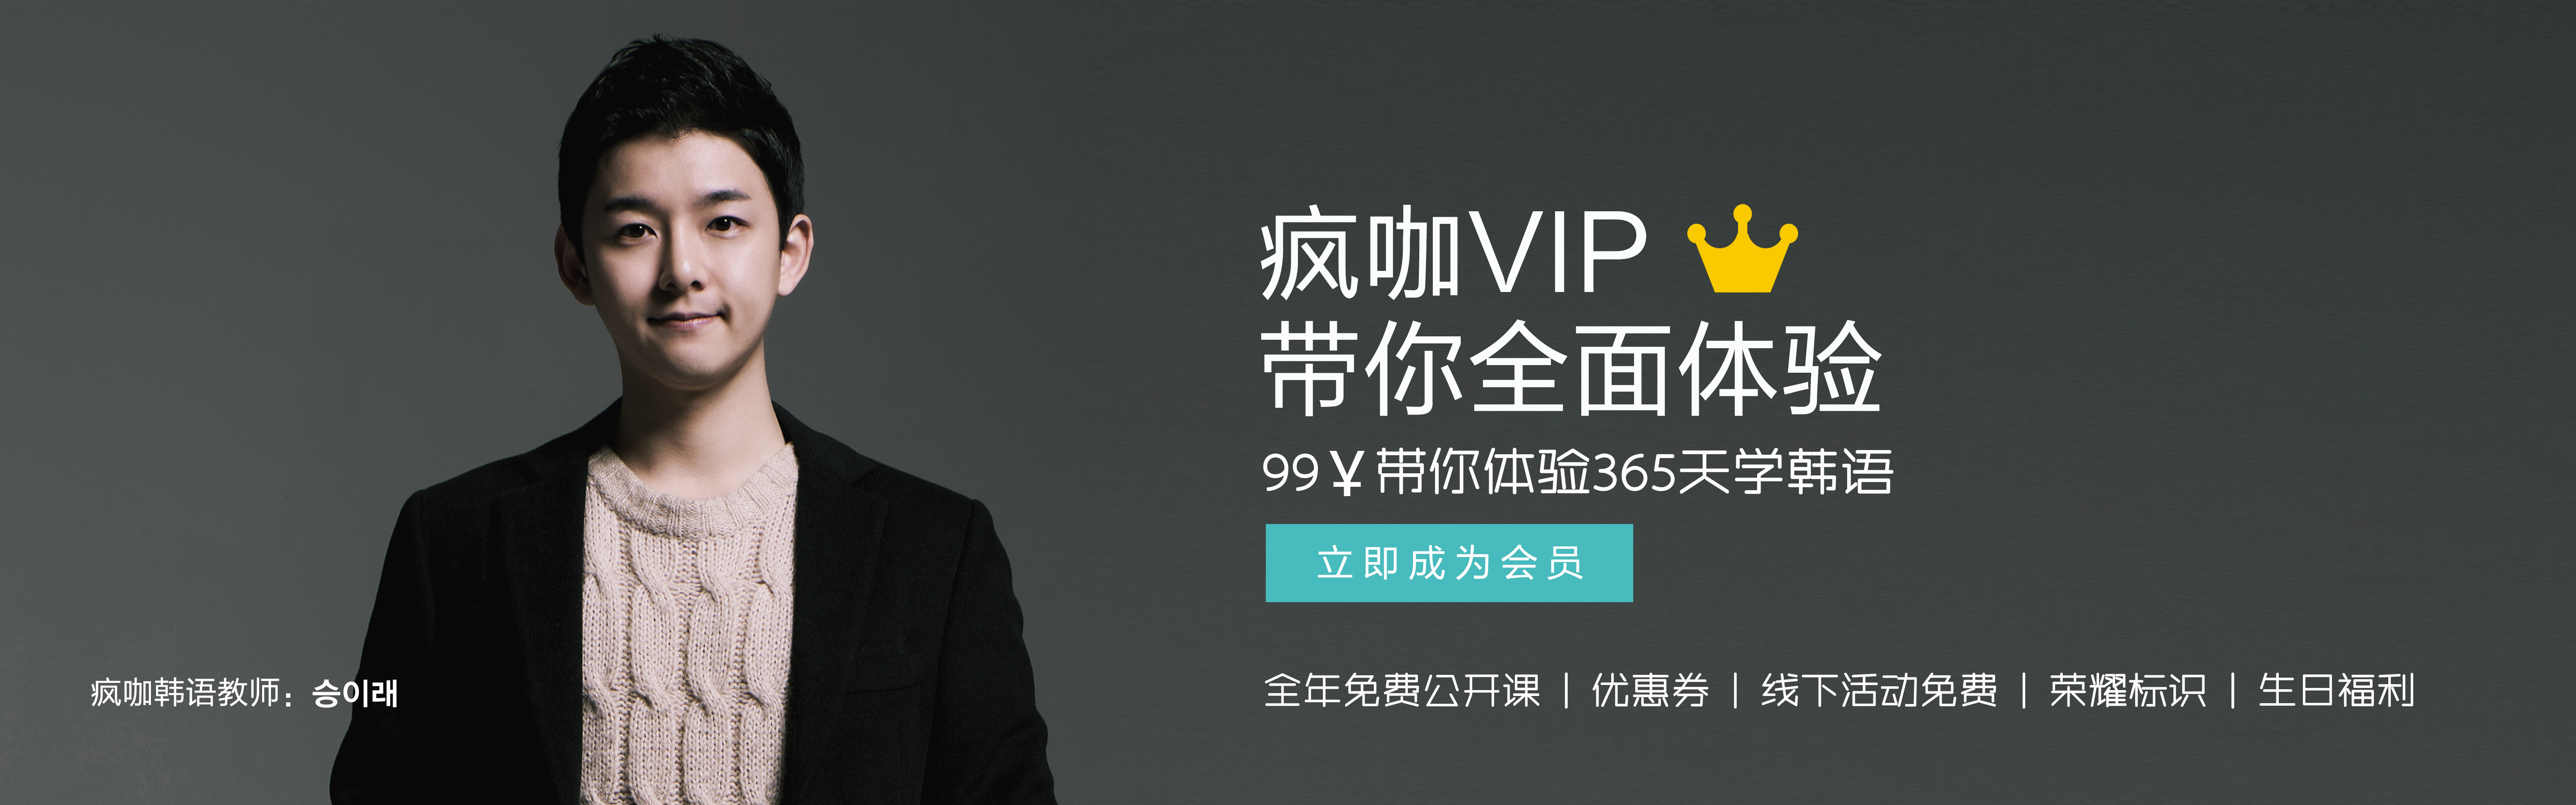 疯咖VIP
带你全面体验
99¥带你体验365天学韩语
立即成为会员
疯咖韩语教师：승이래
全年免费公开课 | 优惠券 | 线下活动免费 | 荣耀标识 | 生日福利